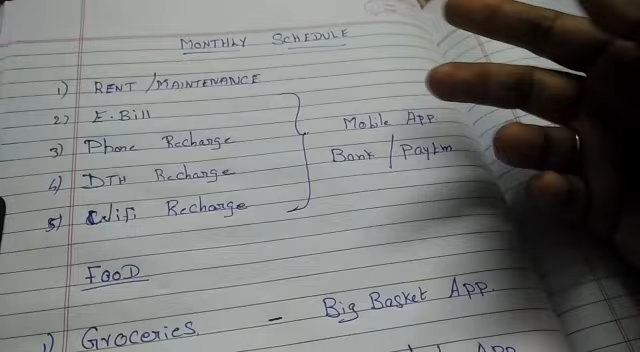 MONTHLY SCHEDULE
1) RENT / MAINTENANCE
2) E. Bill
3) Phone Recharge
4) DTH Recharge
5) Wifi Recharge
Mobile App
Bank / Paytm
FOOD
1) Groceries - Big Basket App.
App